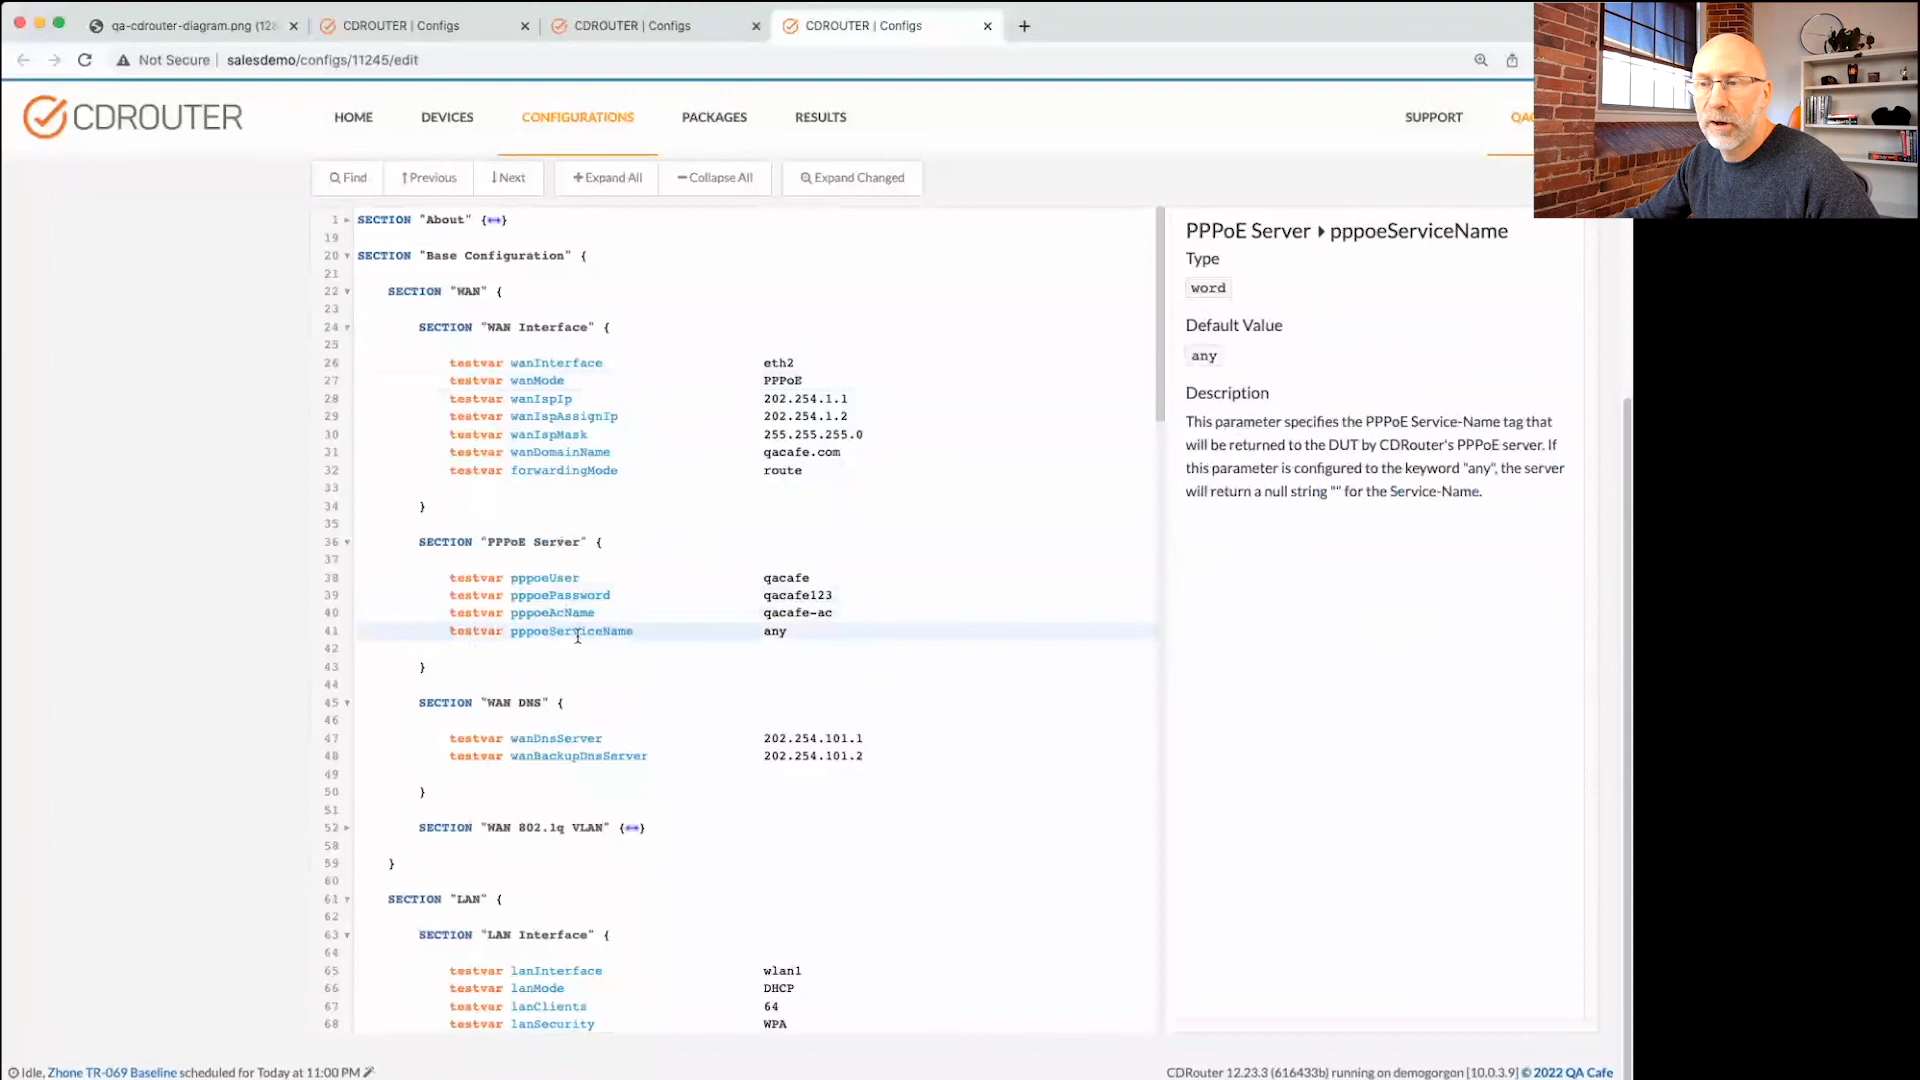 qa-cdrouter-diagram.png (128
CDROUTER | Configs
CDROUTER | Configs
CDROUTER | Configs
Not Secure
salesdemo/configs/11245/edit
CDROUTER
HOME
DEVICES
CONFIGURATIONS
PACKAGES
RESULTS
SUPPORT
QAC
Find
Previous
Next
Expand All
Collapse All
Expand Changed
1 SECTION "About" {↔}
19
20 SECTION "Base Configuration" {
21
22 SECTION "WAN" {
23
24 SECTION "WAN Interface" {
25
26 testvar wanInterface eth2
27 testvar wanMode PPPoE
28 testvar wanIspIp 202.254.1.1
29 testvar wanIspAssignIp 202.254.1.2
30 testvar wanIspMask 255.255.255.0
31 testvar wanDomainName qacafe.com
32 testvar forwardingMode route
33
34 }
35
36 SECTION "PPPoE Server" {
37
38 testvar pppoeUser qacafe
39 testvar pppoePassword qacafe123
40 testvar pppoeAcName qacafe-ac
41 testvar pppoeServiceName any
42
43 }
44
45 SECTION "WAN DNS" {
46
47 testvar wanDnsServer 202.254.101.1
48 testvar wanBackupDnsServer 202.254.101.2
49
50 }
51
52 SECTION "WAN 802.1q VLAN" {↔}
58
59 }
60
61 SECTION "LAN" {
62
63 SECTION "LAN Interface" {
64
65 testvar lanInterface wlan1
66 testvar lanMode DHCP
67 testvar lanClients 64
68 testvar lanSecurity WPA
PPPoE Server ▸ pppoeServiceName
Type
word
Default Value
any
Description
This parameter specifies the PPPoE Service-Name tag that
will be returned to the DUT by CDRouter's PPPoE server. If
this parameter is configured to the keyword "any", the server
will return a null string "" for the Service-Name.
Idle, Zhone TR-069 Baseline scheduled for Today at 11:00 PM
CDRouter 12.23.3 (616433b) running on demogorgon [10.0.3.9] © 2022 QA Cafe